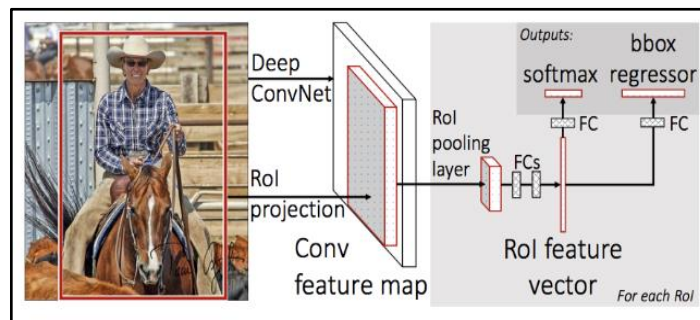 Deep
ConvNet
RoI
projection
Conv
feature map
RoI
pooling
layer
FCs
RoI feature
vector
Outputs:
softmax
bbox
regressor
FC
FC
For each RoI